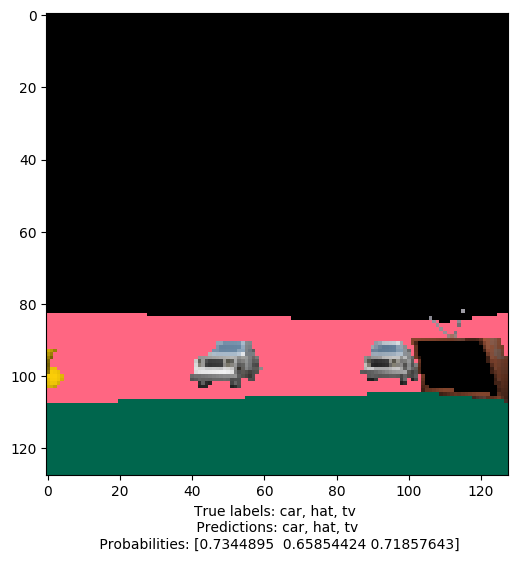 0
20
40
60
80
100
120
0 20 40 60 80 100 120
True labels: car, hat, tv
Predictions: car, hat, tv
Probabilities: [0.7344895  0.65854424 0.71857643]